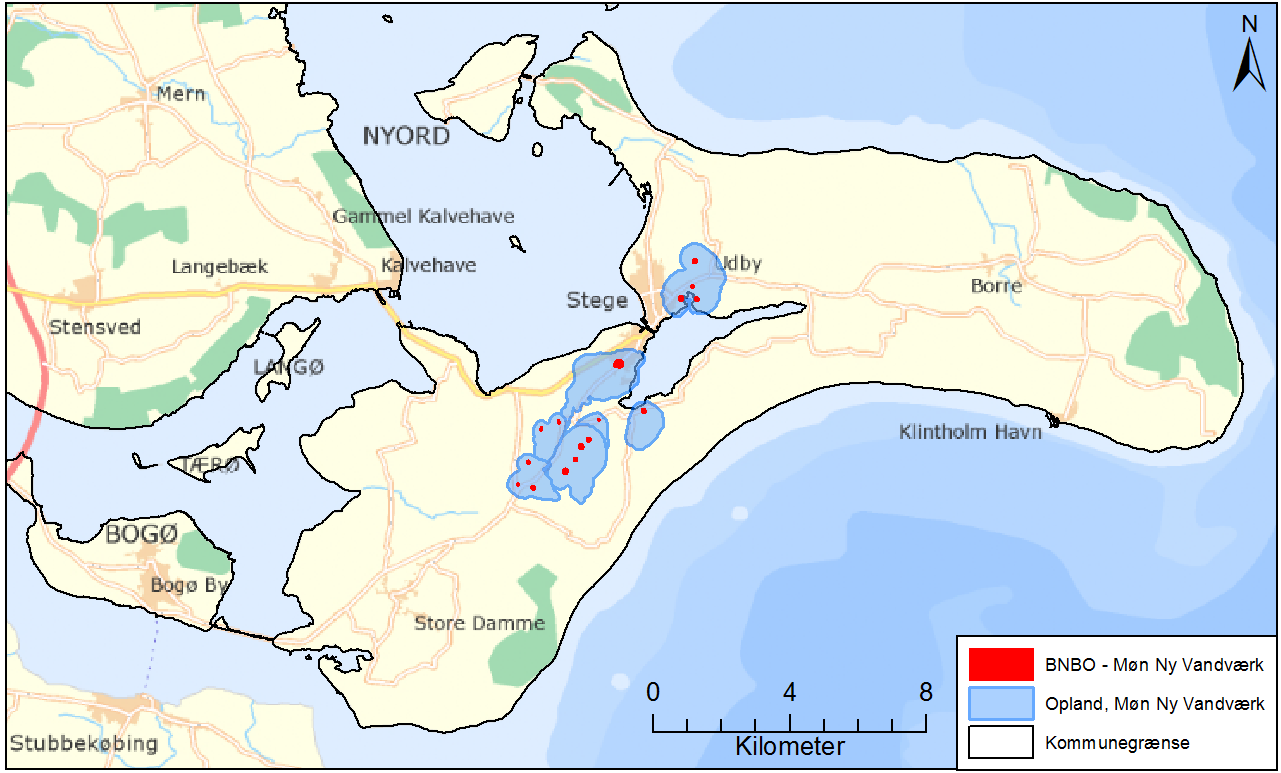 N
Mern
NYORD
Gammel Kalvehave
Langebæk
Kalvehave
Udby
Stege
Borre
Stensved
LANGØ
Klintholm Havn
TÆRØ
BOGØ
Bogø By
Store Damme
Stubbekøbing
0 4 8
Kilometer
BNBO - Møn Ny Vandværk
Opland, Møn Ny Vandværk
Kommunegrænse